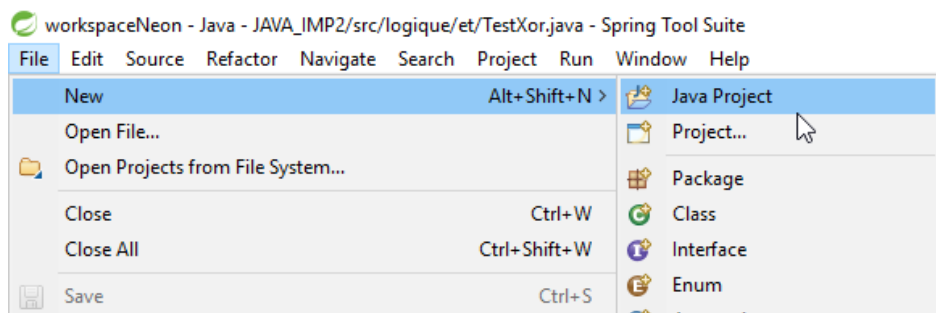 workspaceNeon - Java - JAVA_IMP2/src/logique/et/TestXor.java - Spring Tool Suite
File Edit Source Refactor Navigate Search Project Run Window Help
New Alt+Shift+N > Java Project
Open File... Project...
Open Projects from File System... Package
Close Ctrl+W Class
Close All Ctrl+Shift+W Interface
Save Ctrl+S Enum